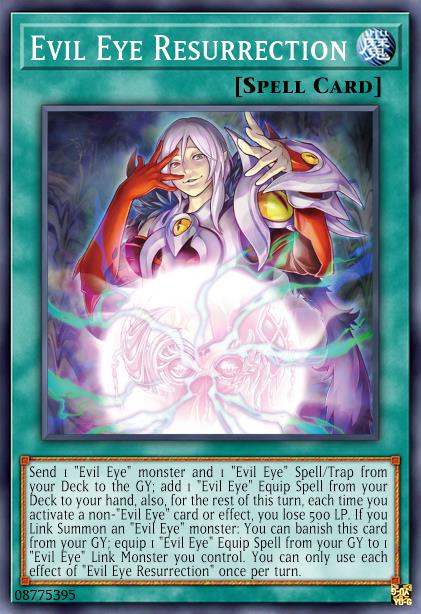 EVIL EYE RESURRECTION 魔
[SPELL CARD]
Send 1 "Evil Eye" monster and 1 "Evil Eye" Spell/Trap from
your Deck to the GY; add 1 "Evil Eye" Equip Spell from your
Deck to your hand, also, for the rest of this turn, each time you
activate a non-"Evil Eye" card or effect, you lose 500 LP. If you
Link Summon an "Evil Eye" monster: You can banish this card
from your GY; equip 1 "Evil Eye" Equip Spell from your GY to 1
"Evil Eye" Link Monster you control. You can only use each
effect of "Evil Eye Resurrection" once per turn.
08775395